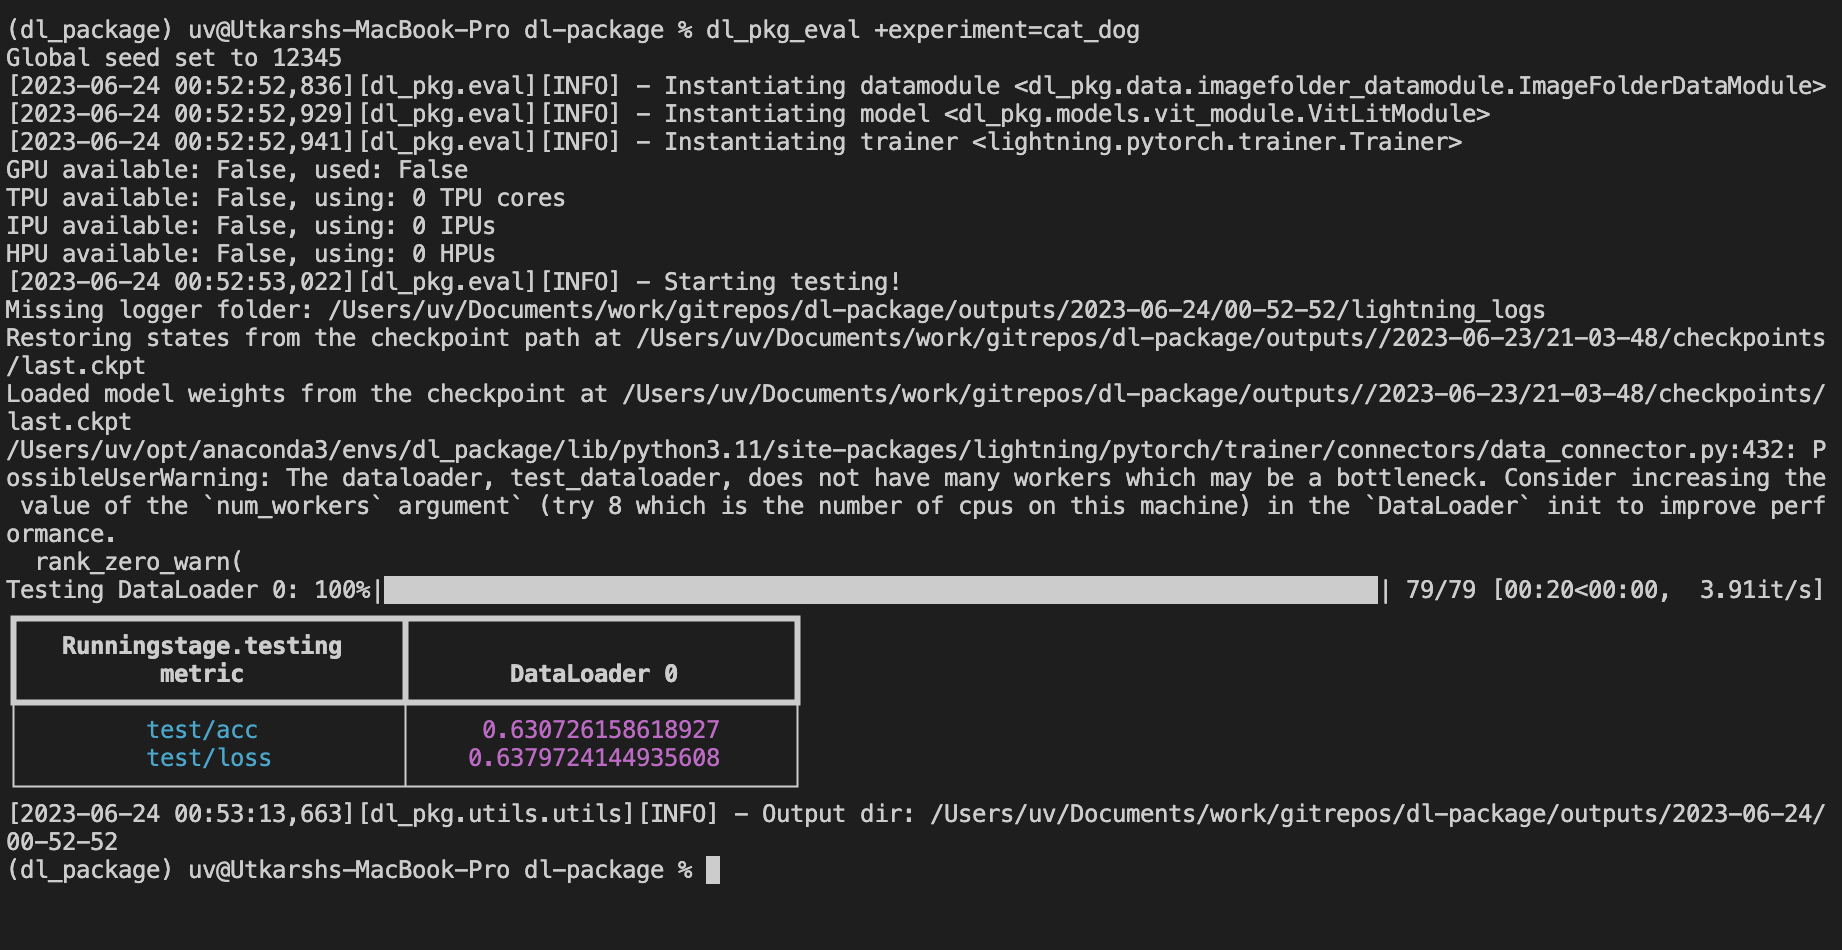 (dl_package) uv@Utkarshs-MacBook-Pro dl-package % dl_pkg_eval +experiment=cat_dog
Global seed set to 12345
[2023-06-24 00:52:52,836][dl_pkg.eval][INFO] - Instantiating datamodule <dl_pkg.data.imagefolder_datamodule.ImageFolderDataModule>
[2023-06-24 00:52:52,929][dl_pkg.eval][INFO] - Instantiating model <dl_pkg.models.vit_module.VitLitModule>
[2023-06-24 00:52:52,941][dl_pkg.eval][INFO] - Instantiating trainer <lightning.pytorch.trainer.Trainer>
GPU available: False, used: False
TPU available: False, using: 0 TPU cores
IPU available: False, using: 0 IPUs
HPU available: False, using: 0 HPUs
[2023-06-24 00:52:53,022][dl_pkg.eval][INFO] - Starting testing!
Missing logger folder: /Users/uv/Documents/work/gitrepos/dl-package/outputs/2023-06-24/00-52-52/lightning_logs
Restoring states from the checkpoint path at /Users/uv/Documents/work/gitrepos/dl-package/outputs//2023-06-23/21-03-48/checkpoints
/last.ckpt
Loaded model weights from the checkpoint at /Users/uv/Documents/work/gitrepos/dl-package/outputs//2023-06-23/21-03-48/checkpoints/
last.ckpt
/Users/uv/opt/anaconda3/envs/dl_package/lib/python3.11/site-packages/lightning/pytorch/trainer/connectors/data_connector.py:432: P
ossibleUserWarning: The dataloader, test_dataloader, does not have many workers which may be a bottleneck. Consider increasing the
 value of the `num_workers` argument` (try 8 which is the number of cpus on this machine) in the `DataLoader` init to improve perf
ormance.
  rank_zero_warn(
Testing DataLoader 0: 100%| | 79/79 [00:20<00:00,  3.91it/s]
Runningstage.testing
metric DataLoader 0
test/acc 0.630726158618927
test/loss 0.6379724144935608
[2023-06-24 00:53:13,663][dl_pkg.utils.utils][INFO] - Output dir: /Users/uv/Documents/work/gitrepos/dl-package/outputs/2023-06-24/
00-52-52
(dl_package) uv@Utkarshs-MacBook-Pro dl-package %